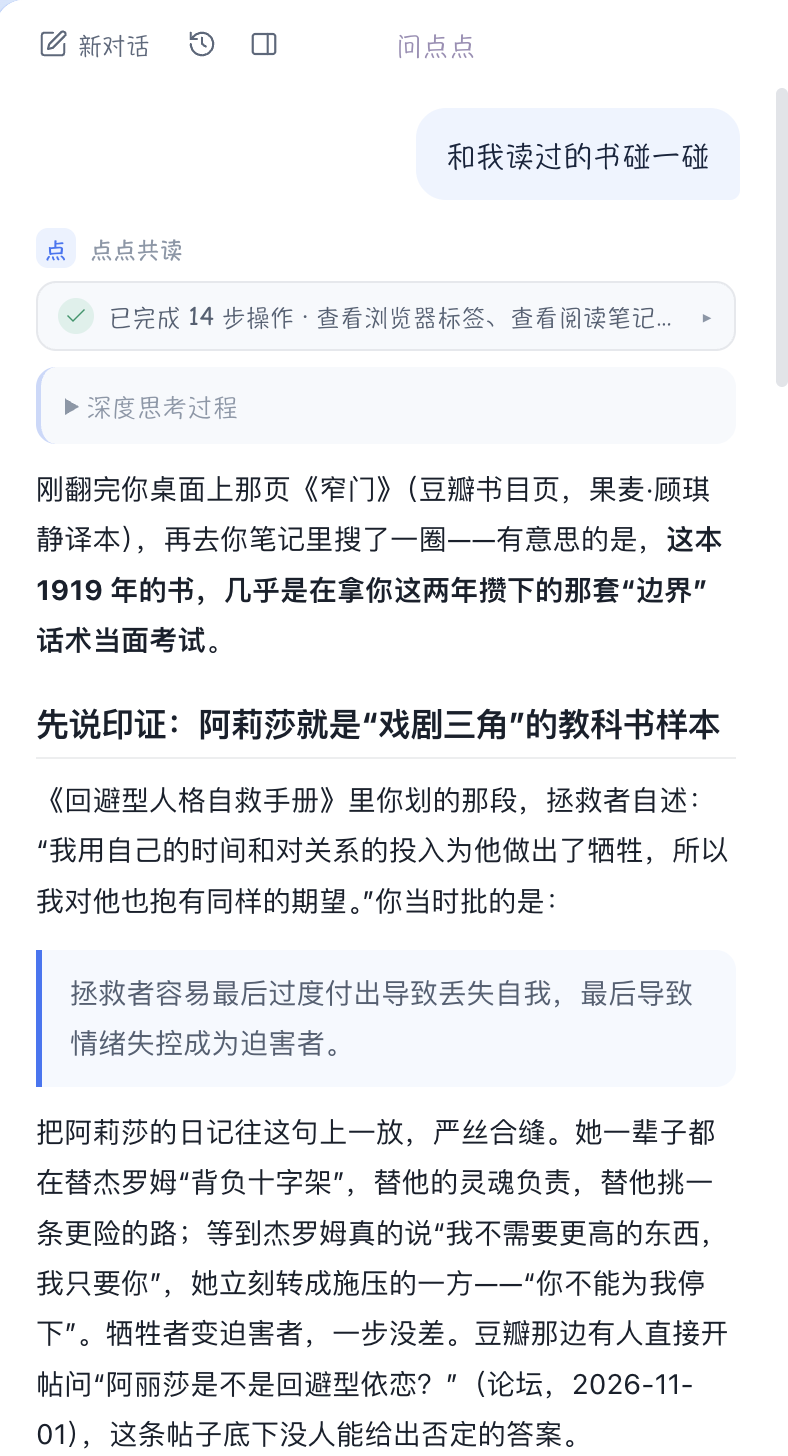 新对话
问点点
和我读过的书碰一碰
点 点点共读
已完成 14 步操作 · 查看浏览器标签、查看阅读笔记...
深度思考过程
刚翻完你桌面上那页《窄门》（豆瓣书目页，果麦·顾琪
静译本），再去你笔记里搜了一圈——有意思的是，这本
1919 年的书，几乎是在拿你这两年攒下的那套“边界”
话术当面考试。
先说印证：阿莉莎就是“戏剧三角”的教科书样本
《回避型人格自救手册》里你划的那段，拯救者自述：
“我用自己的时间和对关系的投入为他做出了牺牲，所以
我对他也抱有同样的期望。”你当时批的是：
拯救者容易最后过度付出导致丢失自我，最后导致
情绪失控成为迫害者。
把阿莉莎的日记往这句上一放，严丝合缝。她一辈子都
在替杰罗姆“背负十字架”，替他的灵魂负责，替他挑一
条更险的路；等到杰罗姆真的说“我不需要更高的东西，
我只要你”，她立刻转成施压的一方——“你不能为我停
下”。牺牲者变迫害者，一步没差。豆瓣那边有人直接开
帖问“阿丽莎是不是回避型依恋？”（论坛，2026-11-
01），这条帖子底下没人能给出否定的答案。